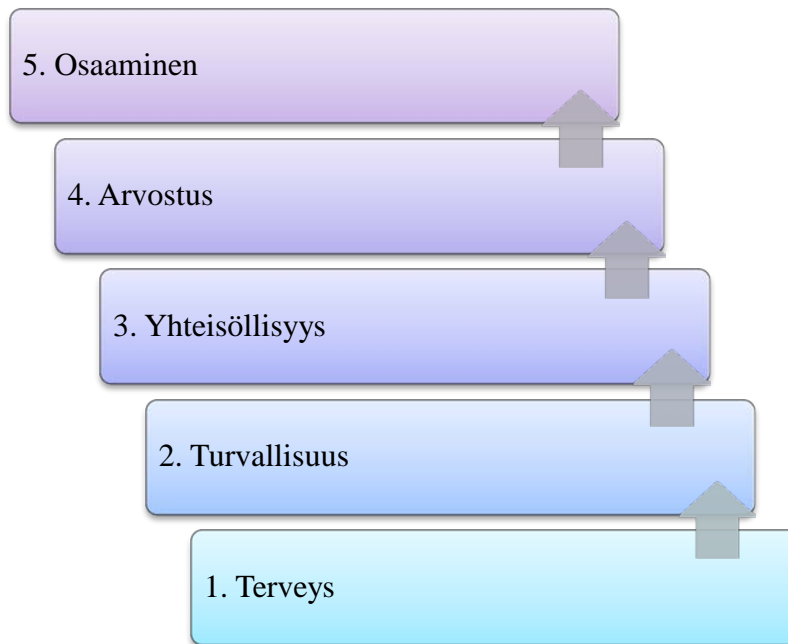 5. Osaaminen
4. Arvostus
3. Yhteisöllisyys
2. Turvallisuus
1. Terveys